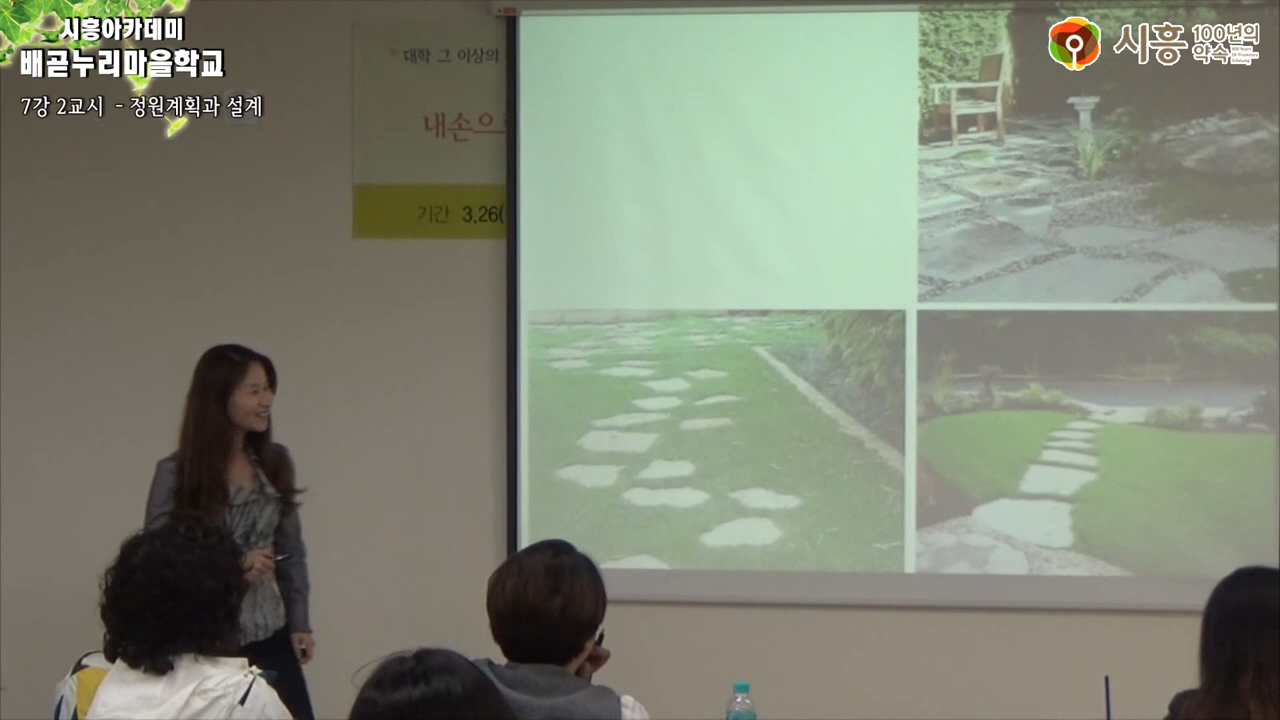 시흥아카데미
배곧누리마을학교
7강 2교시 - 정원계획과 설계
대학 그 이상의
내손으
기간 3.26(
시흥 100년의
약속